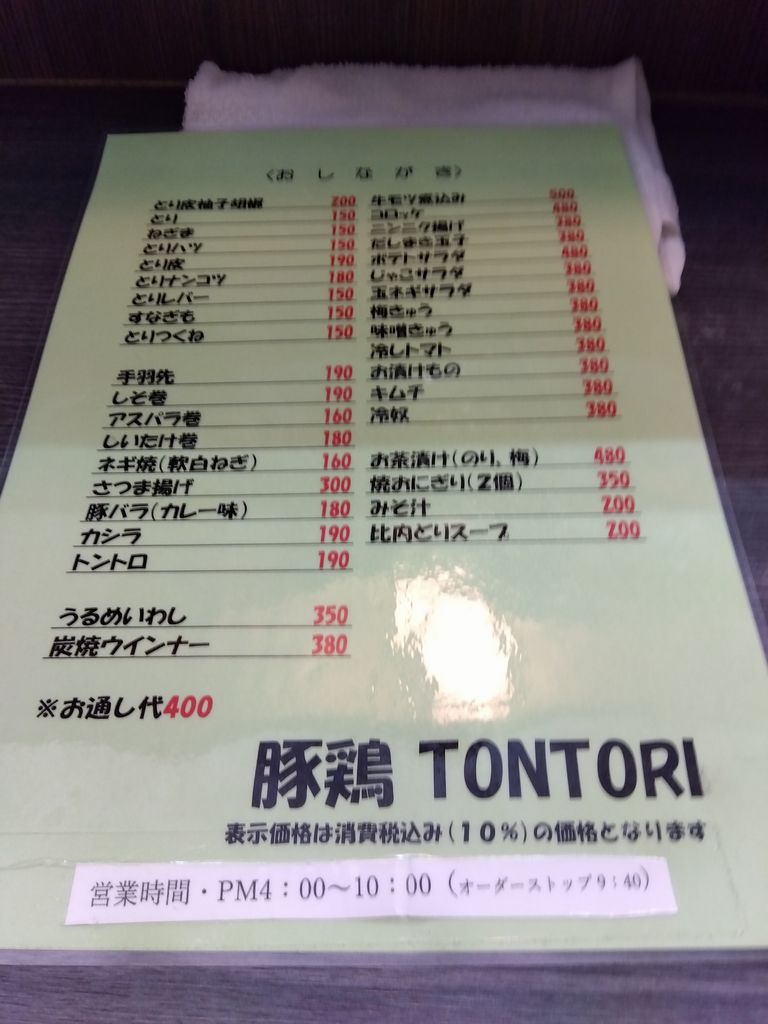 〈おしながき〉
とり皮柚子胡椒 200
とり 150
ねぎま 150
とりハツ 150
とり皮 190
とりナンコツ 180
とりレバー 150
すなぎも 150
とりつくね 150
手羽先 190
しそ巻 190
アスパラ巻 160
しいたけ巻 180
ネギ焼(軟白ねぎ) 160
さつま揚げ 300
豚バラ(カレー味) 180
カシラ 190
トントロ 190
うるめいわし 350
炭焼ウインナー 380
※お通し代400
牛モツ煮込み 500
コロッケ 480
ニンニク揚げ 380
だしまき玉子 380
ポテトサラダ 480
じゃこサラダ 380
玉ネギサラダ 380
梅きゅう 380
味噌きゅう 380
冷しトマト 380
お漬けもの 380
キムチ 380
冷奴 380
お茶漬け(のり、梅) 480
焼おにぎり(2個) 350
みそ汁 200
比内どりスープ 200
豚鶏 TONTORI
表示価格は消費税込み(10%)の価格となります
営業時間・PM4:00～10:00(オーダーストップ9:40)